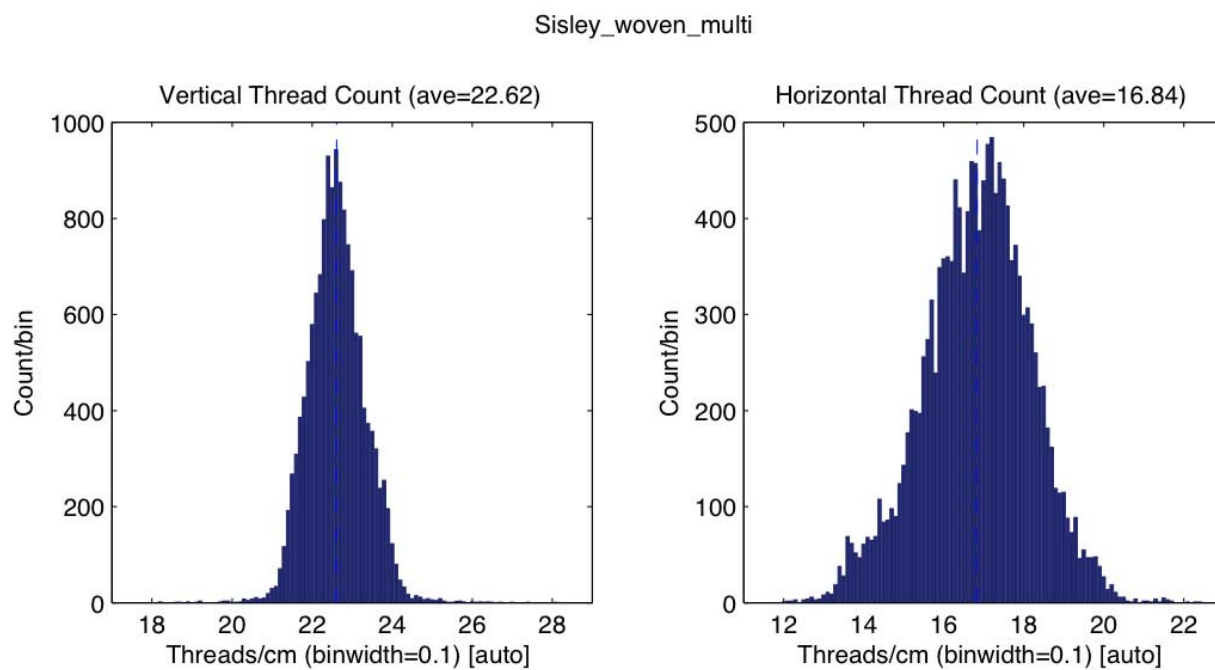 Sisley_woven_multi
Vertical Thread Count (ave=22.62)
1000
800
600
400
200
0
Count/bin
18 20 22 24 26 28
Threads/cm (binwidth=0.1) [auto]
Horizontal Thread Count (ave=16.84)
500
400
300
200
100
0
Count/bin
12 14 16 18 20 22
Threads/cm (binwidth=0.1) [auto]